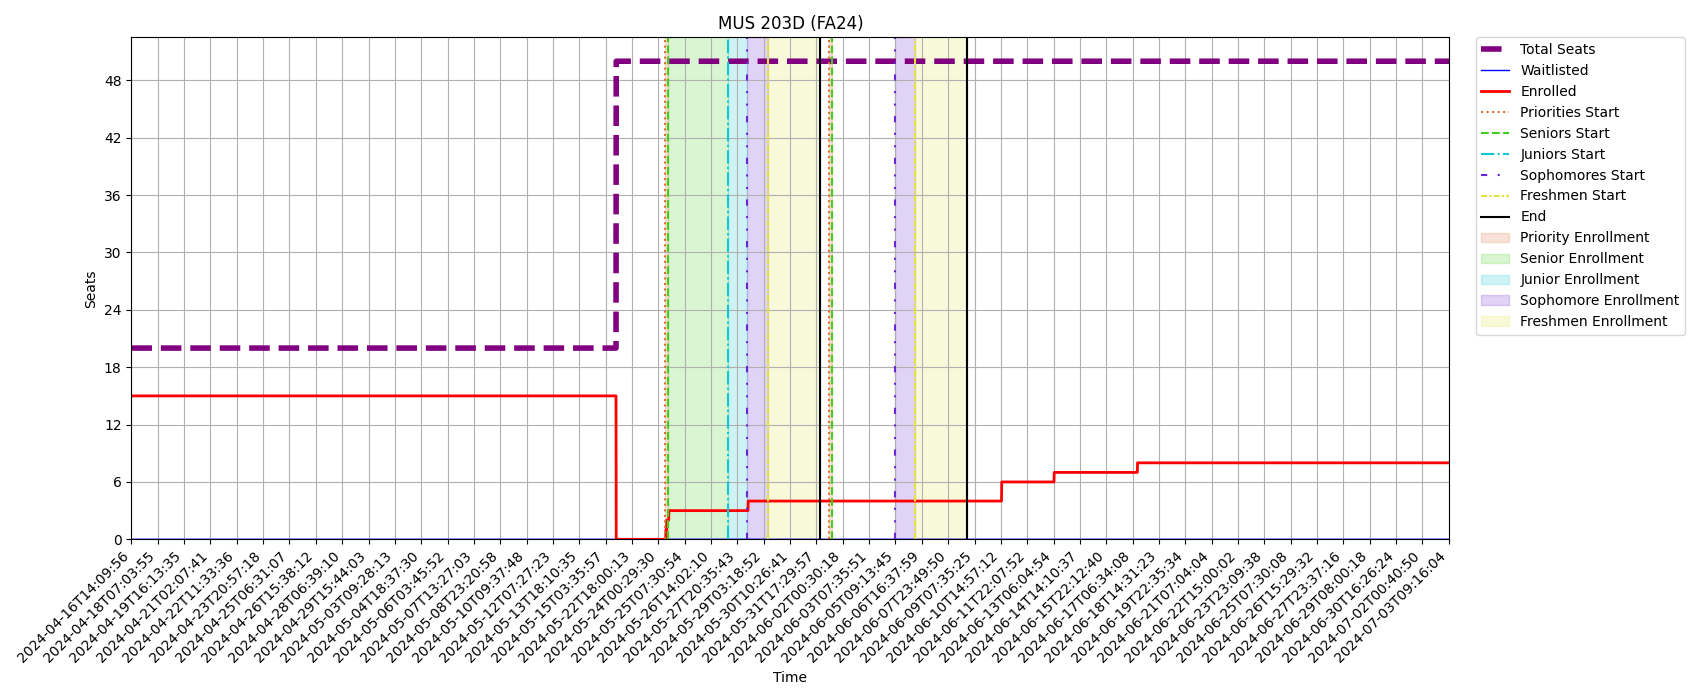 MUS 203D (FA24)
Seats
48
42
36
30
24
18
12
6
0
2024-04-16T14:09:56
2024-04-18T07:03:55
2024-04-19T16:13:35
2024-04-21T02:07:41
2024-04-22T11:33:36
2024-04-23T20:57:18
2024-04-25T06:31:07
2024-04-26T15:38:12
2024-04-28T06:39:10
2024-04-29T15:44:03
2024-05-03T09:28:13
2024-05-04T18:37:30
2024-05-06T03:45:52
2024-05-07T13:27:03
2024-05-08T23:20:58
2024-05-10T09:37:48
2024-05-12T07:27:23
2024-05-13T18:10:35
2024-05-15T03:35:57
2024-05-22T18:00:13
2024-05-24T00:29:30
2024-05-25T07:30:54
2024-05-26T14:02:10
2024-05-27T20:35:43
2024-05-29T03:18:52
2024-05-30T10:26:41
2024-05-31T17:29:57
2024-06-02T00:30:18
2024-06-03T07:35:51
2024-06-05T09:13:45
2024-06-06T16:37:59
2024-06-07T23:49:50
2024-06-09T07:35:25
2024-06-10T14:57:12
2024-06-11T22:07:52
2024-06-13T06:04:54
2024-06-14T14:10:37
2024-06-15T22:12:40
2024-06-17T06:34:08
2024-06-18T14:31:23
2024-06-19T22:35:34
2024-06-21T07:04:04
2024-06-22T15:00:02
2024-06-23T23:09:38
2024-06-25T07:30:08
2024-06-26T15:29:32
2024-06-27T23:37:16
2024-06-29T08:00:18
2024-06-30T16:26:24
2024-07-02T00:40:50
2024-07-03T09:16:04
Time
Total Seats
Waitlisted
Enrolled
Priorities Start
Seniors Start
Juniors Start
Sophomores Start
Freshmen Start
End
Priority Enrollment
Senior Enrollment
Junior Enrollment
Sophomore Enrollment
Freshmen Enrollment